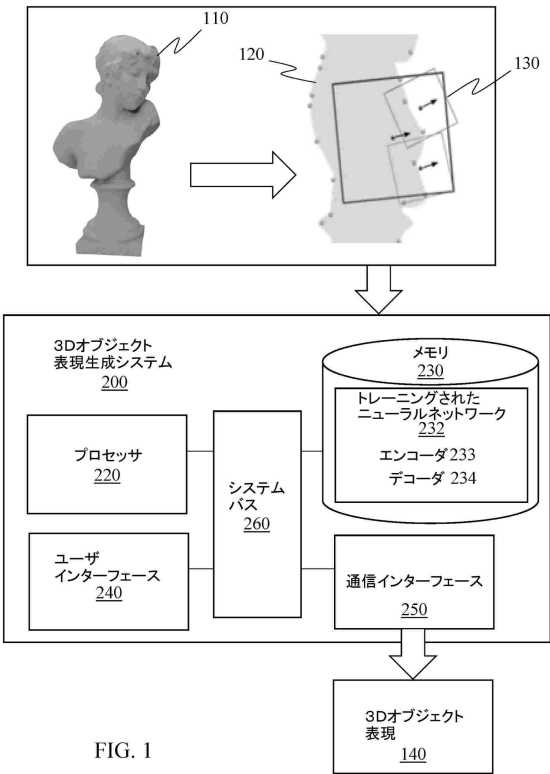 110
120
130
3Dオブジェクト
表現生成システム
200
メモリ
230
トレーニングされた
ニューラルネットワーク
232
エンコーダ233
デコーダ 234
プロセッサ
220
システム
バス
260
ユーザ
インターフェース
240
通信インターフェース
250
3Dオブジェクト
表現
140
FIG. 1